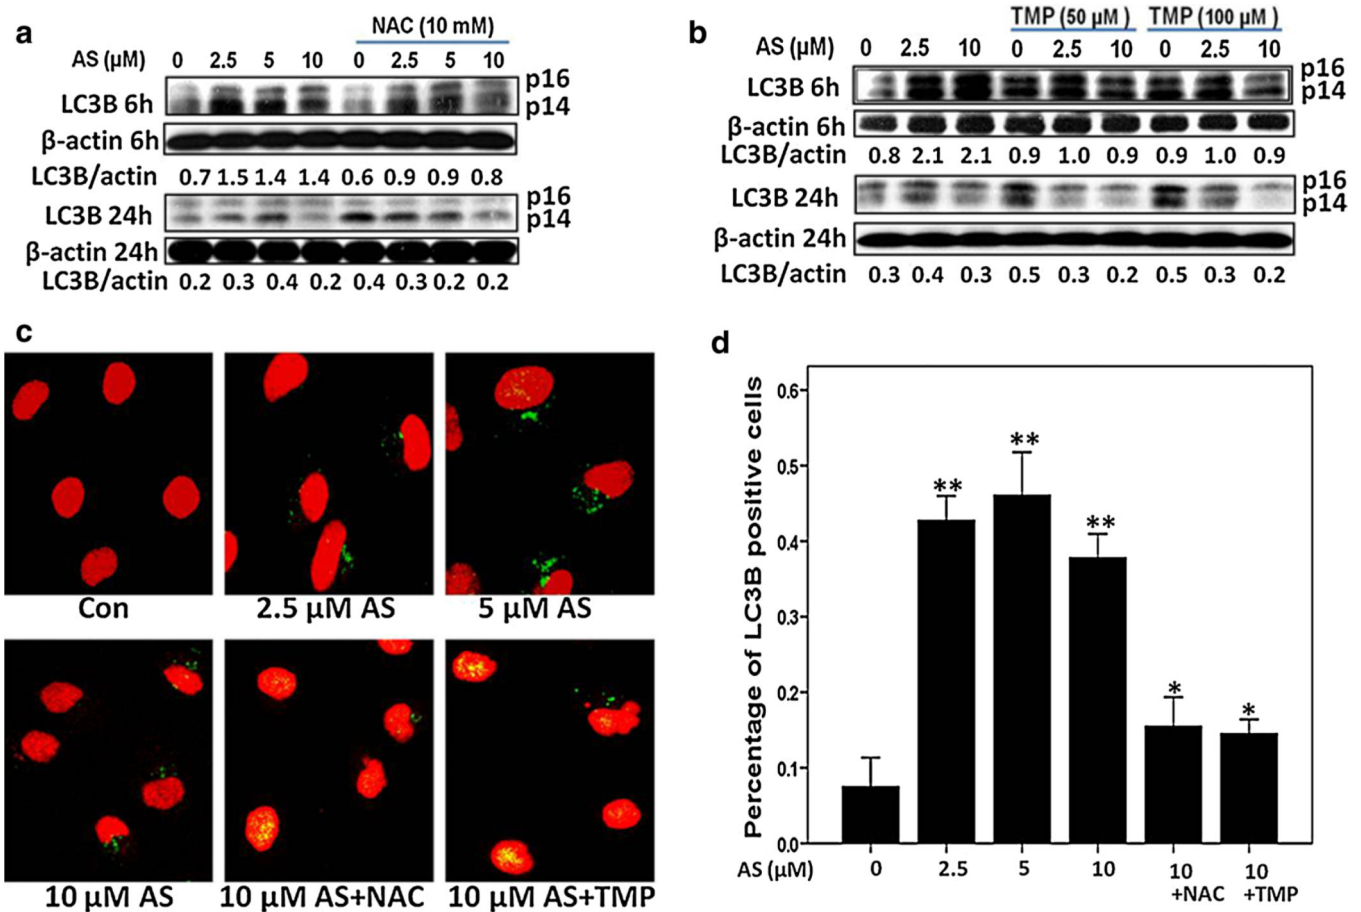 a
NAC (10 mM)
AS (μM) 0 2.5 5 10 0 2.5 5 10
LC3B 6h p16
p14
β-actin 6h
LC3B/actin 0.7 1.5 1.4 1.4 0.6 0.9 0.9 0.8
LC3B 24h p16
p14
β-actin 24h
LC3B/actin 0.2 0.3 0.4 0.2 0.4 0.3 0.2 0.2
b
TMP (50 μM ) TMP (100 μM )
AS (μM) 0 2.5 10 0 2.5 10 0 2.5 10
LC3B 6h p16
p14
β-actin 6h
LC3B/actin 0.8 2.1 2.1 0.9 1.0 0.9 0.9 1.0 0.9
LC3B 24h p16
p14
β-actin 24h
LC3B/actin 0.3 0.4 0.3 0.5 0.3 0.2 0.5 0.3 0.2
c
Con 2.5 μM AS 5 μM AS
10 μM AS 10 μM AS+NAC 10 μM AS+TMP
d
Percentage of LC3B positive cells
0.6
0.5
0.4
0.3
0.2
0.1
0.0
** ** ** * *
AS (μM) 0 2.5 5 10 10 10
+NAC +TMP